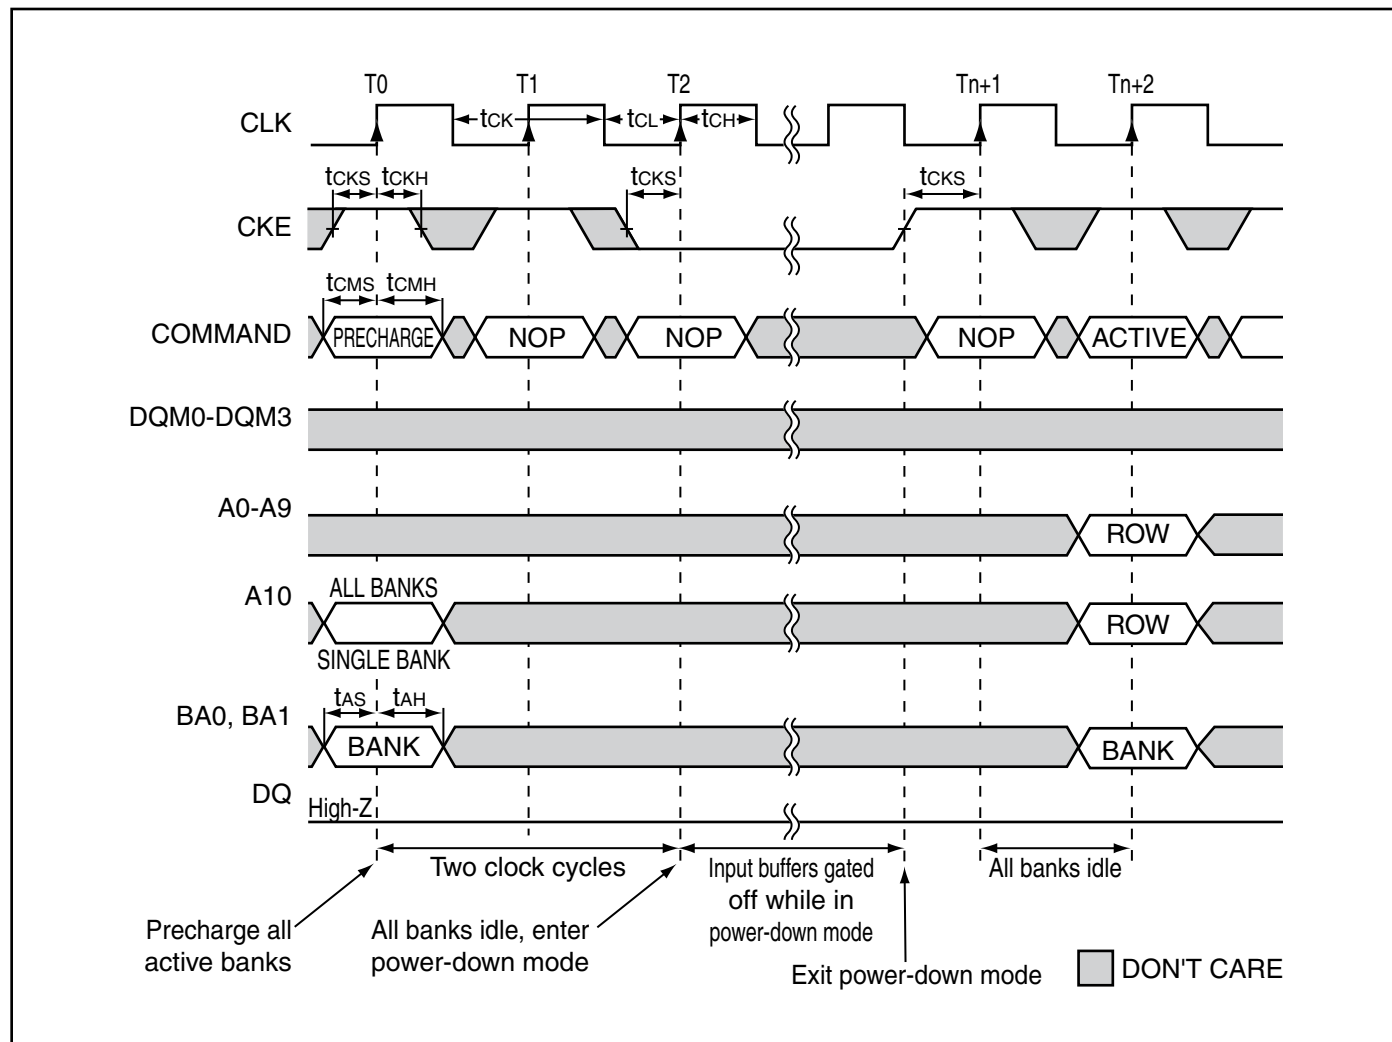 T0 T1 T2 Tn+1 Tn+2
CLK
tCK tCL tCH
tCKS tCKH tCKS tCKS
CKE
tCMS tCMH
COMMAND PRECHARGE NOP NOP NOP ACTIVE
DQM0-DQM3
A0-A9 ROW
ALL BANKS
A10 ROW
SINGLE BANK
tAS tAH
BA0, BA1 BANK BANK
DQ
High-Z
Two clock cycles
Input buffers gated
off while in
power-down mode
All banks idle
Precharge all
active banks
All banks idle, enter
power-down mode
Exit power-down mode
DON'T CARE